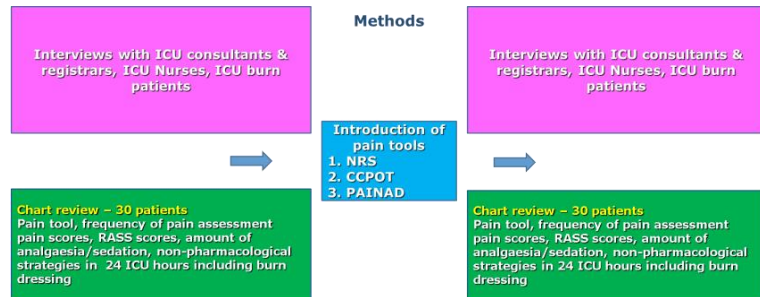 Methods
Interviews with ICU consultants &
registrars, ICU Nurses, ICU burn
patients
Chart review – 30 patients
Pain tool, frequency of pain assessment
pain scores, RASS scores, amount of
analgaesia/sedation, non-pharmacological
strategies in 24 ICU hours including burn
dressing
Introduction of
pain tools
1. NRS
2. CCPOT
3. PAINAD
Interviews with ICU consultants &
registrars, ICU Nurses, ICU burn
patients
Chart review – 30 patients
Pain tool, frequency of pain assessment
pain scores, RASS scores, amount of
analgaesia/sedation, non-pharmacological
strategies in 24 ICU hours including burn
dressing